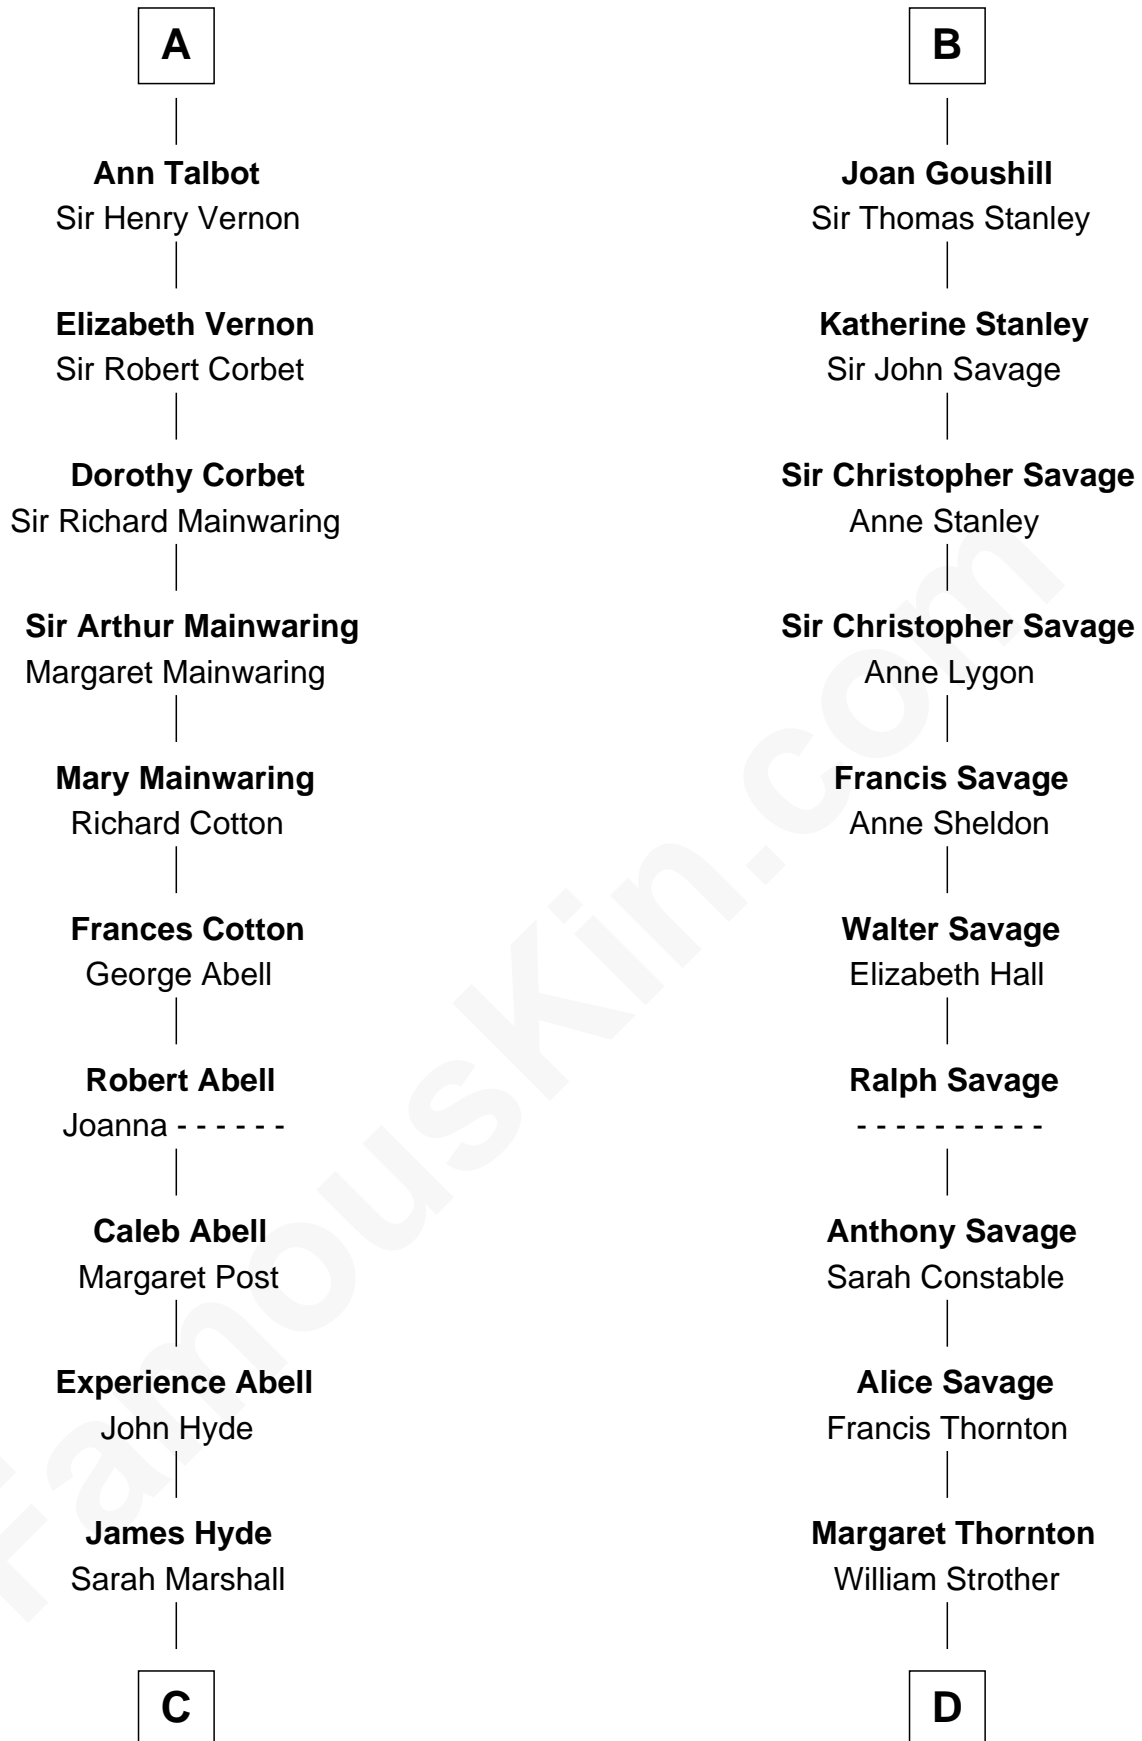 A
Ann Talbot
Sir Henry Vernon
Elizabeth Vernon
Sir Robert Corbet
Dorothy Corbet
Sir Richard Mainwaring
Sir Arthur Mainwaring
Margaret Mainwaring
Mary Mainwaring
Richard Cotton
Frances Cotton
George Abell
Robert Abell
Joanna - - - - - -
Caleb Abell
Margaret Post
Experience Abell
John Hyde
James Hyde
Sarah Marshall
C
B
Joan Goushill
Sir Thomas Stanley
Katherine Stanley
Sir John Savage
Sir Christopher Savage
Anne Stanley
Sir Christopher Savage
Anne Lygon
Francis Savage
Anne Sheldon
Walter Savage
Elizabeth Hall
Ralph Savage
- - - - - - - - - -
Anthony Savage
Sarah Constable
Alice Savage
Francis Thornton
Margaret Thornton
William Strother
D
FamousKin.com